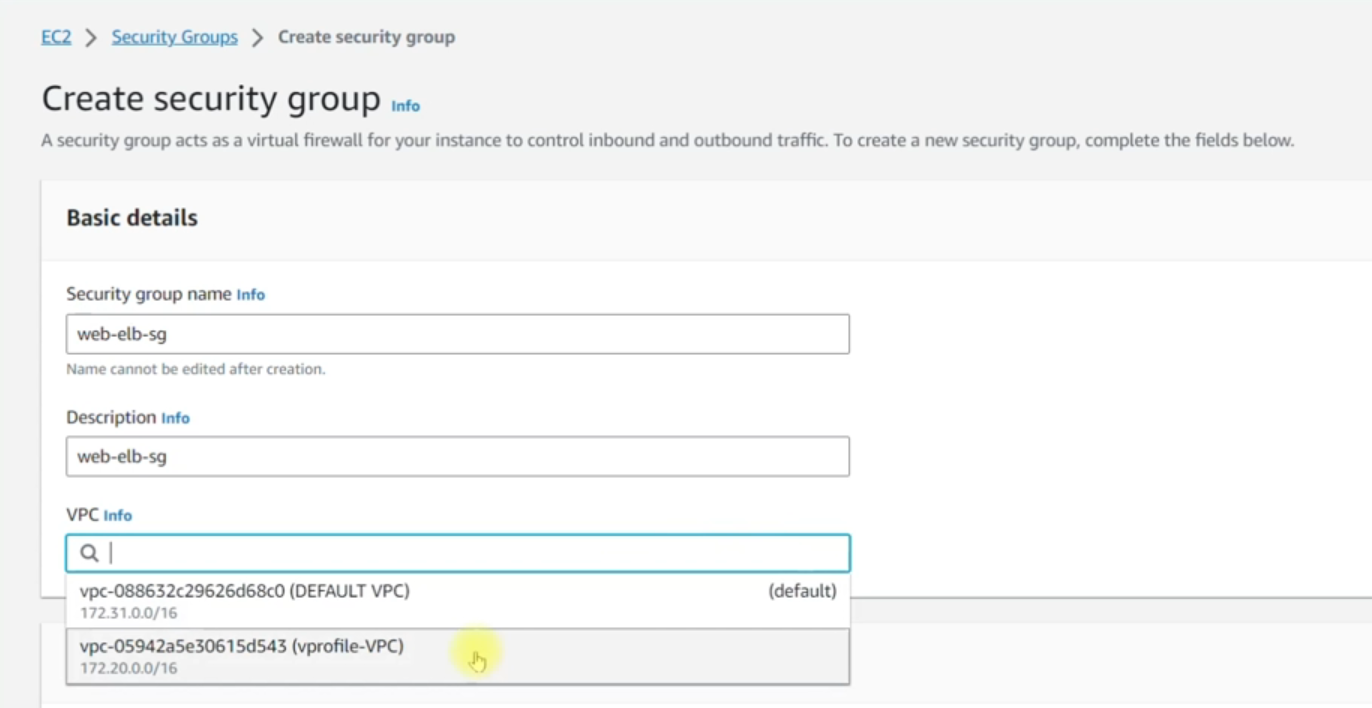 EC2 > Security Groups > Create security group
Create security group Info
A security group acts as a virtual firewall for your instance to control inbound and outbound traffic. To create a new security group, complete the fields below.
Basic details
Security group name Info
web-elb-sg
Name cannot be edited after creation.
Description Info
web-elb-sg
VPC Info
vpc-088632c29626d68c0 (DEFAULT VPC) (default)
172.31.0.0/16
vpc-05942a5e30615d543 (vprofile-VPC)
172.20.0.0/16